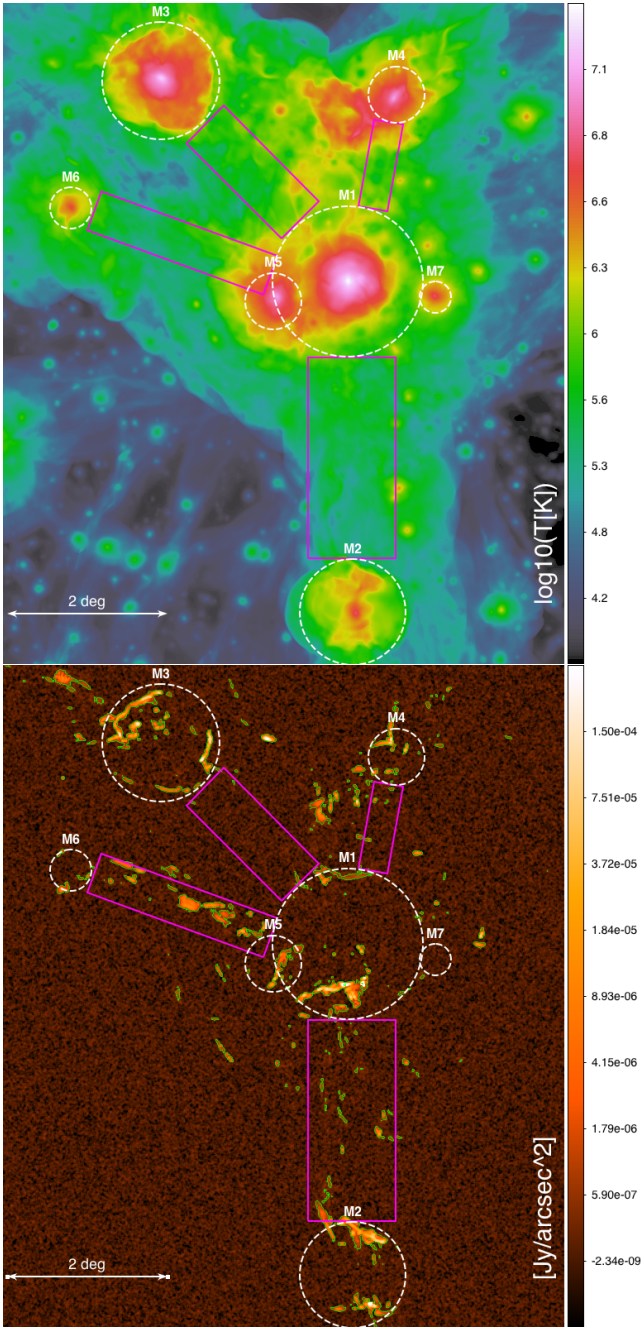 M3
M4
M6
M1
M5
M7
M2
2 deg
7.1
6.8
6.6
6.3
6
5.6
5.3
4.8
4.2
log10(T[K])
M3
M4
M6
M1
M5
M7
M2
2 deg
1.50e-04
7.51e-05
3.72e-05
1.84e-05
8.93e-06
4.15e-06
1.79e-06
5.90e-07
-2.34e-09
[Jy/arcsec^2]